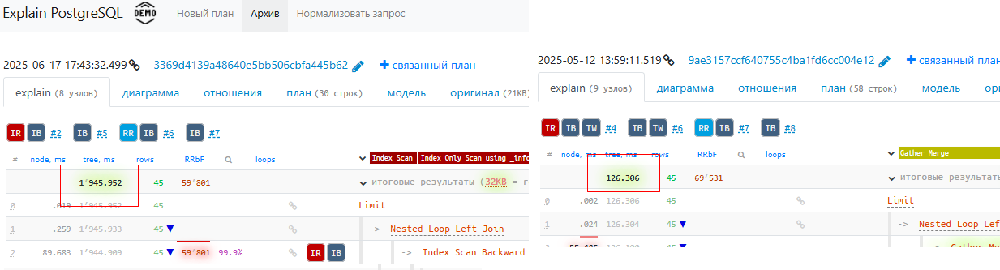 Explain PostgreSQL DEMO Новый план Архив Нормализовать запрос
2025-06-17 17:43:32.499 3369d4139a48640e5bb506cbfa445b62 связанный план
explain (8 узлов) диаграмма отношения план (30 строк) модель оригинал (21KB)
IR IB #2 IB #5 RR IB #6 IB #7
# node, ms tree, ms rows RRbF loops Index Scan Index Only Scan using _info
1'945.952 45 59'801 итоговые результаты (32KB = г
0 .019 1'945.952 45 Limit
1 .259 1'945.933 45 -> Nested Loop Left Join
2 89.683 1'944.909 45 59'801 99.9% IR IB -> Index Scan Backward
2025-05-12 13:59:11.519 9ae3157ccf640755c4ba1fd6cc004e12 связанный план
explain (9 узлов) диаграмма отношения план (58 строк) модель ори
IR IB TW #4 IB TW #6 RR IB #7 IB #8
# node, ms tree, ms rows RRbF loops Gather Merge
126.306 45 69'531 итоговые результаты
0 .002 126.306 45 Limit
1 .024 126.304 45 -> Nested Loop Lef